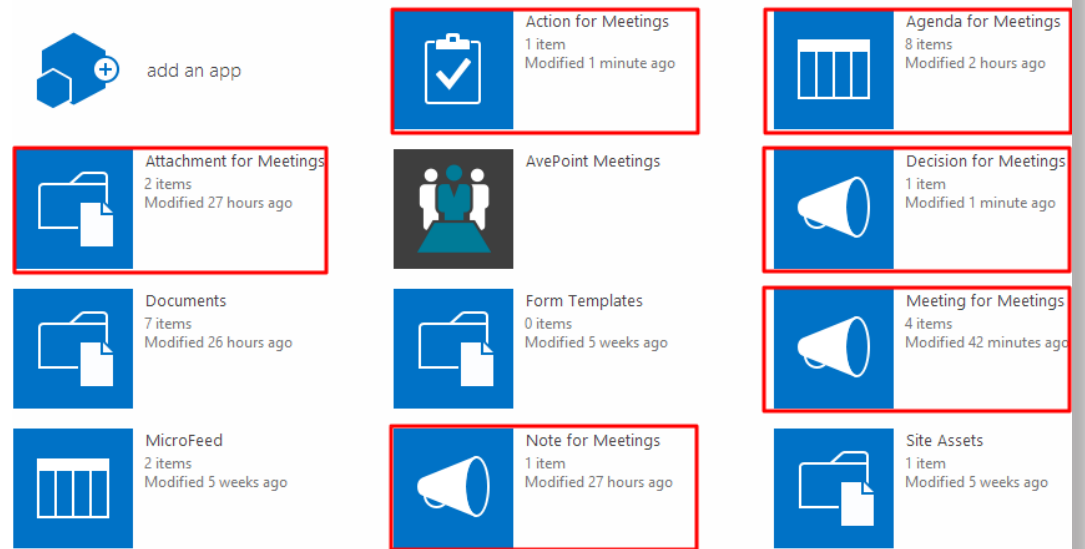 add an app
Action for Meetings
1 item
Modified 1 minute ago
Agenda for Meetings
8 items
Modified 2 hours ago
Attachment for Meetings
2 items
Modified 27 hours ago
AvePoint Meetings
Decision for Meetings
1 item
Modified 1 minute ago
Documents
7 items
Modified 26 hours ago
Form Templates
0 items
Modified 5 weeks ago
Meeting for Meetings
4 items
Modified 42 minutes ago
MicroFeed
2 items
Modified 5 weeks ago
Note for Meetings
1 item
Modified 27 hours ago
Site Assets
1 item
Modified 5 weeks ago